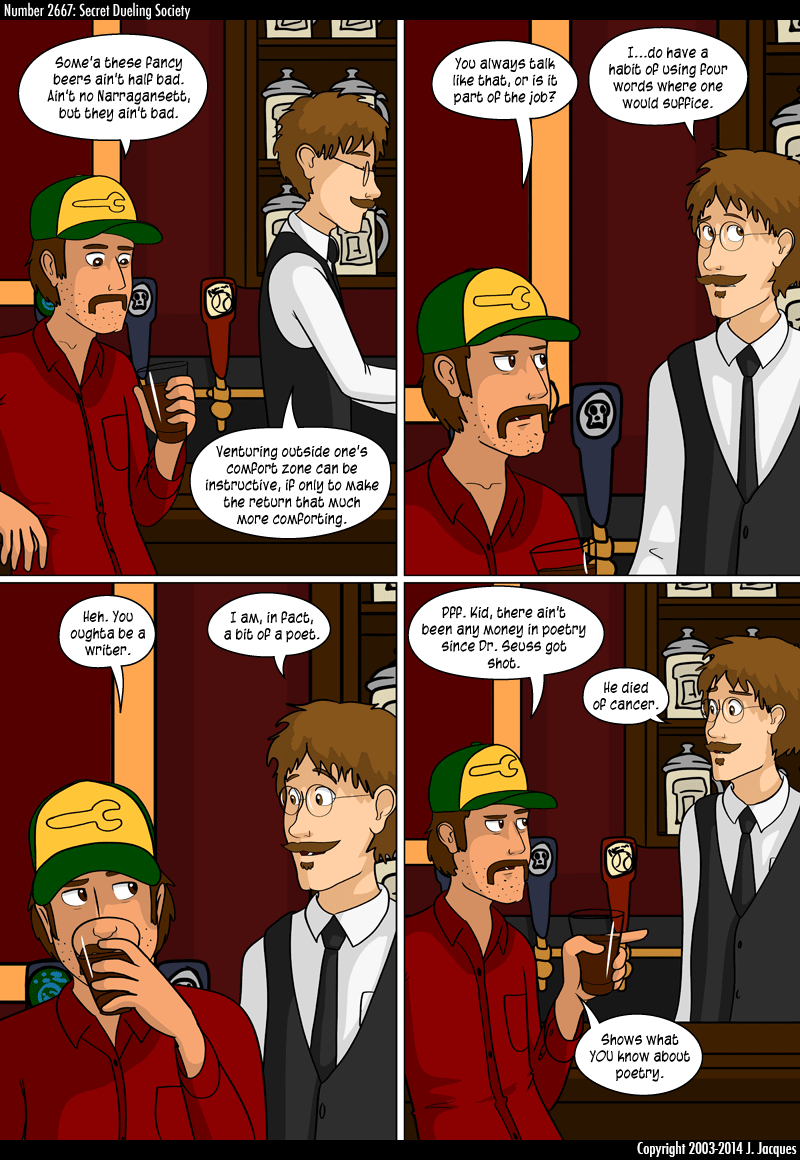 Number 2667: Secret Dueling Society
Some'a these fancy
beers ain't half bad.
Ain't no Narragansett,
but they ain't bad.
Venturing outside one's
comfort zone can be
instructive, if only to make
the return that much
more comforting.
You always talk
like that, or is it
part of the job?
I...do have a
habit of using four
words where one
would suffice.
Heh. You
oughta be a
writer.
I am, in fact,
a bit of a poet.
Pff. Kid, there ain't
been any money in poetry
since Dr. Seuss got
shot.
He died
of cancer.
Shows what
YOU know about
poetry.
Copyright 2003-2014 J. Jacques